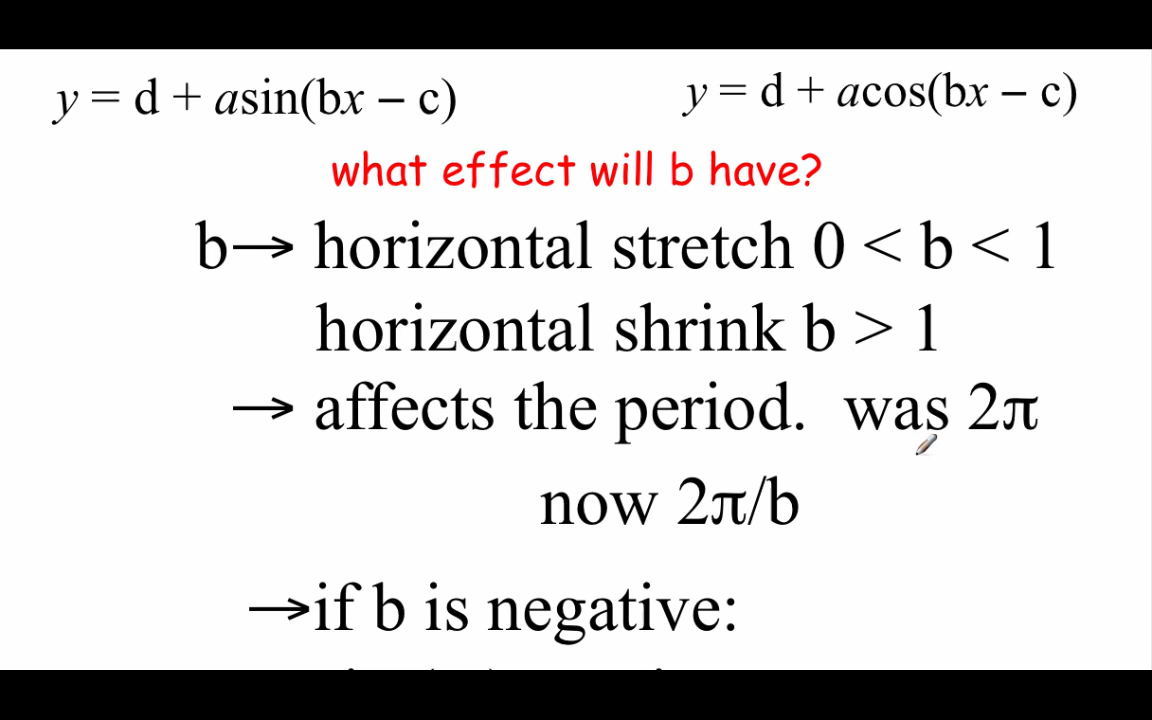 y = d + asin(bx – c)
y = d + acos(bx – c)
what effect will b have?
b→ horizontal stretch 0 < b < 1
horizontal shrink b > 1
→ affects the period. was 2π
now 2π/b
→if b is negative: